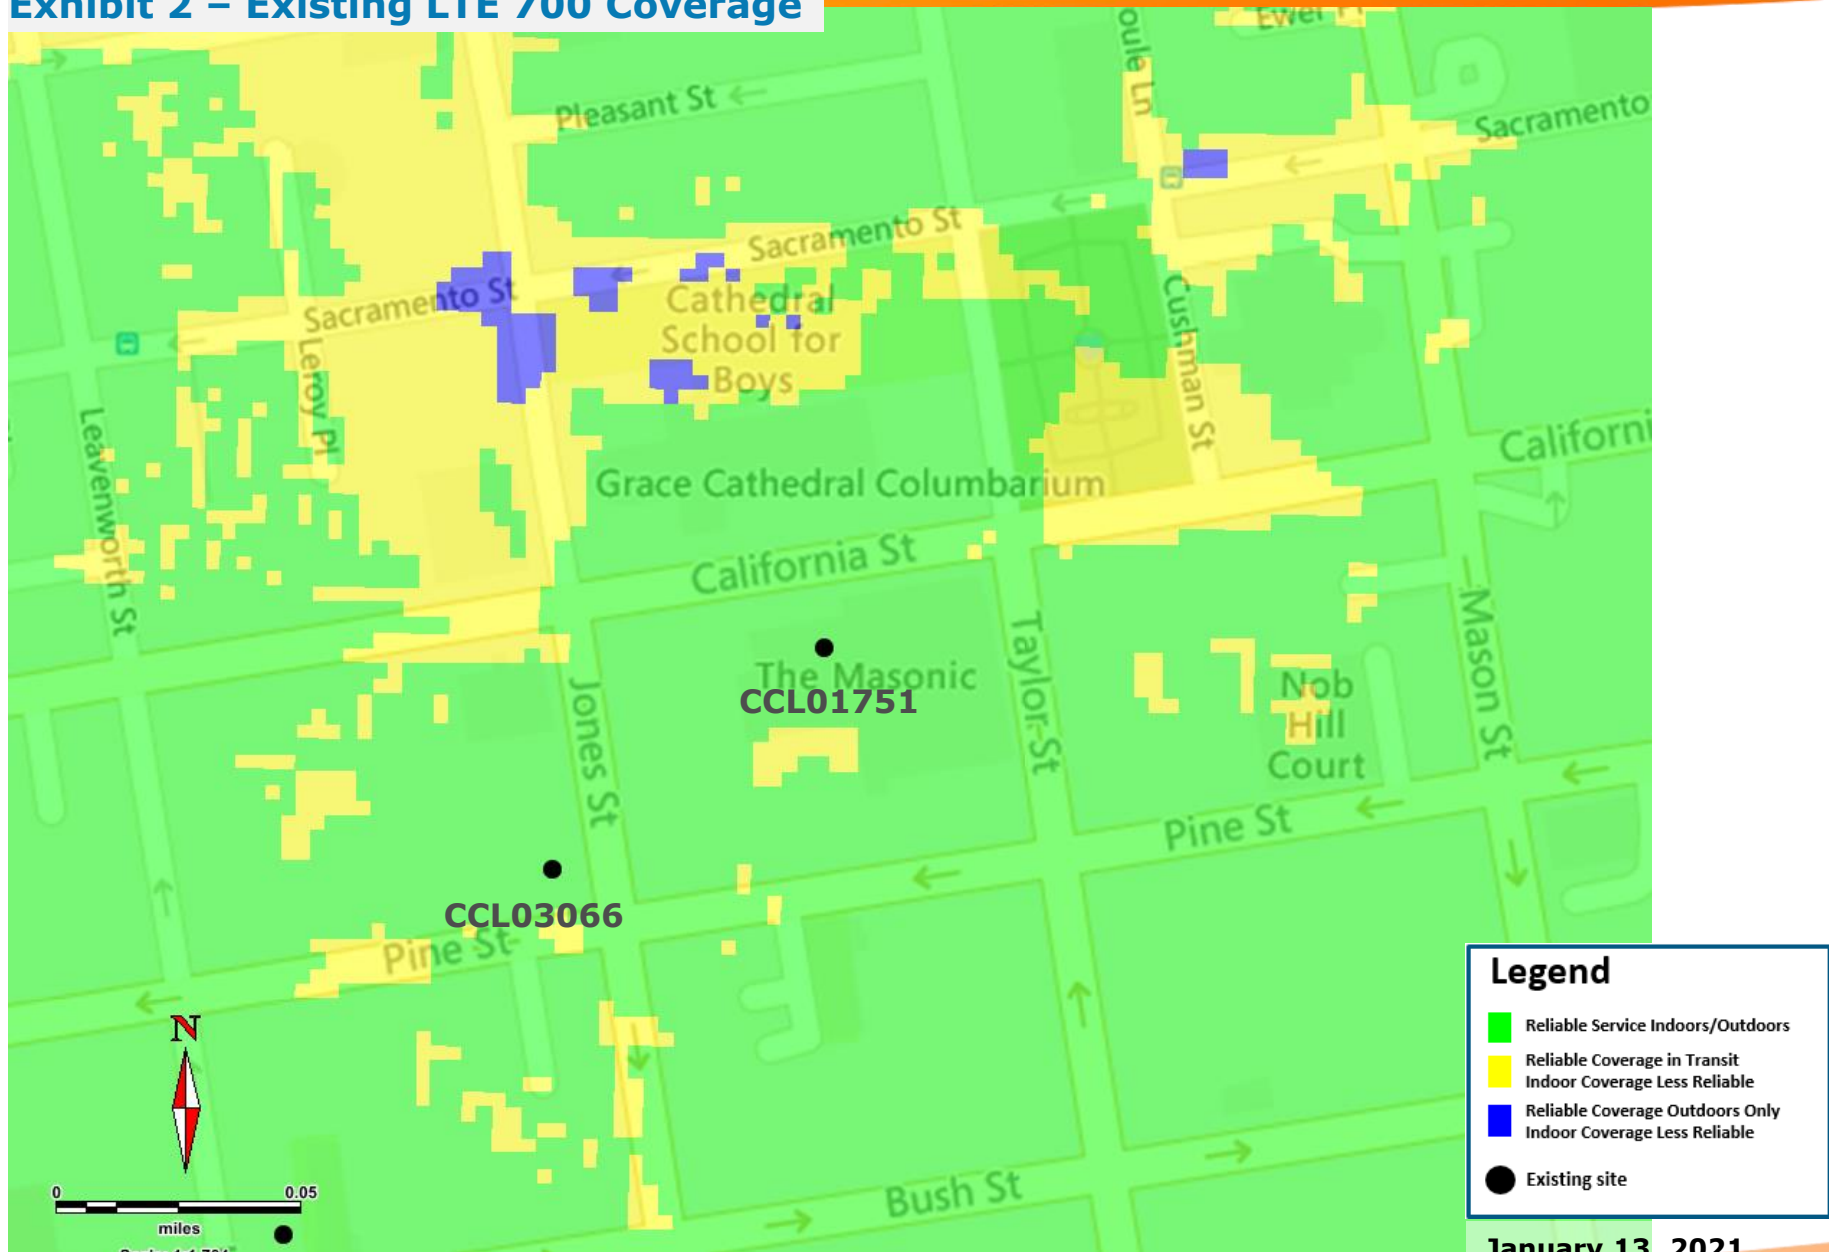 Exhibit 2 – Existing LTE 700 Coverage
oule Ln
Ewer Pl
Pleasant St
Sacramento
Sacramento St
Sacramento St
Cathedral
School for
Boys
Cushman St
Leroy Pl
Leavenworth St
Californi
Grace Cathedral Columbarium
California St
The Masonic
CCL01751
Taylor St
Jones St
Mason St
Nob
Hill
Court
Pine St
CCL03066
Pine St
Bush St
N
0 0.05
miles
Legend
Reliable Service Indoors/Outdoors
Reliable Coverage in Transit
Indoor Coverage Less Reliable
Reliable Coverage Outdoors Only
Indoor Coverage Less Reliable
Existing site
January 13, 2021